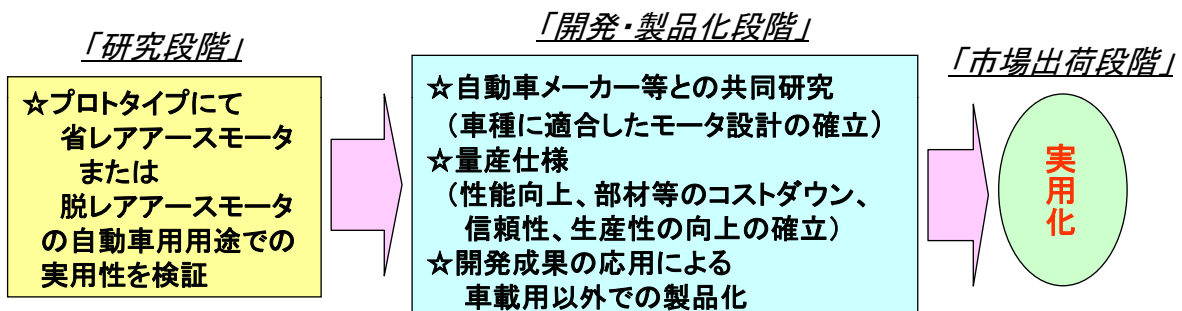 「研究段階」
☆プロトタイプにて
省レアアースモータ
または
脱レアアースモータ
の自動車用用途での
実用性を検証
「開発・製品化段階」
☆自動車メーカー等との共同研究
（車種に適合したモータ設計の確立）
☆量産仕様
（性能向上、部材等のコストダウン、
信頼性、生産性の向上の確立）
☆開発成果の応用による
車載用以外での製品化
「市場出荷段階」
実用化